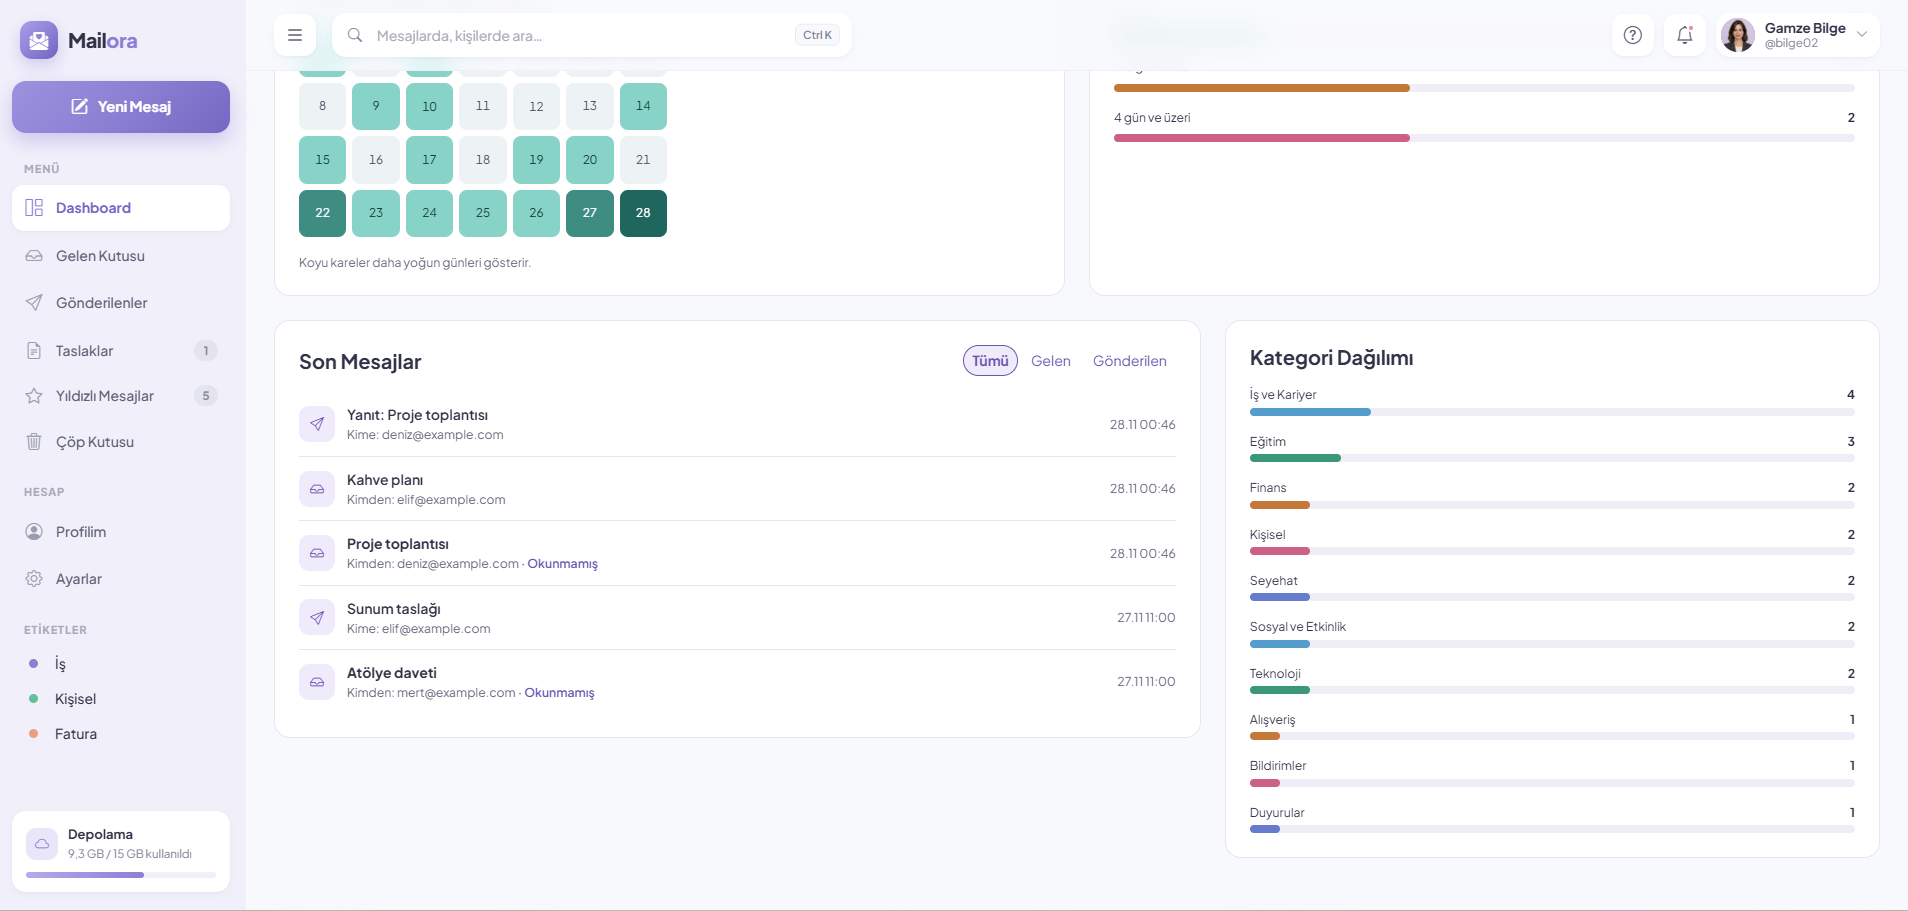 Mailora
Yeni Mesaj
MENÜ
Dashboard
Gelen Kutusu
Gönderilenler
Taslaklar 1
Yıldızlı Mesajlar 5
Çöp Kutusu
HESAP
Profilim
Ayarlar
ETİKETLER
İş
Kişisel
Fatura
Depolama
9,3 GB / 15 GB kullanıldı
Mesajlarda, kişilerde ara...
Ctrl K
Gamze Bilge
@bilge02
8 9 10 11 12 13 14
15 16 17 18 19 20 21
22 23 24 25 26 27 28
Koyu kareler daha yoğun günleri gösterir.
4 gün ve üzeri 2
Son Mesajlar
Tümü Gelen Gönderilen
Yanıt: Proje toplantısı
Kime: deniz@example.com
28.11 00:46
Kahve planı
Kimden: elif@example.com
28.11 00:46
Proje toplantısı
Kimden: deniz@example.com · Okunmamış
28.11 00:46
Sunum taslağı
Kime: elif@example.com
27.11 11:00
Atölye daveti
Kimden: mert@example.com · Okunmamış
27.11 11:00
Kategori Dağılımı
İş ve Kariyer 4
Eğitim 3
Finans 2
Kişisel 2
Seyehat 2
Sosyal ve Etkinlik 2
Teknoloji 2
Alışveriş 1
Bildirimler 1
Duyurular 1